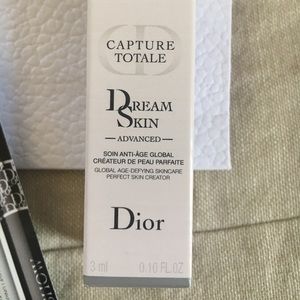 CD
CAPTURE
TOTALE
DREAM
SKIN
ADVANCED
SOIN ANTI-ÂGE GLOBAL
CRÉATEUR DE PEAU PARFAITE
GLOBAL AGE-DEFYING SKINCARE
PERFECT SKIN CREATOR
Dior
3 ml 0.10 FL.OZ